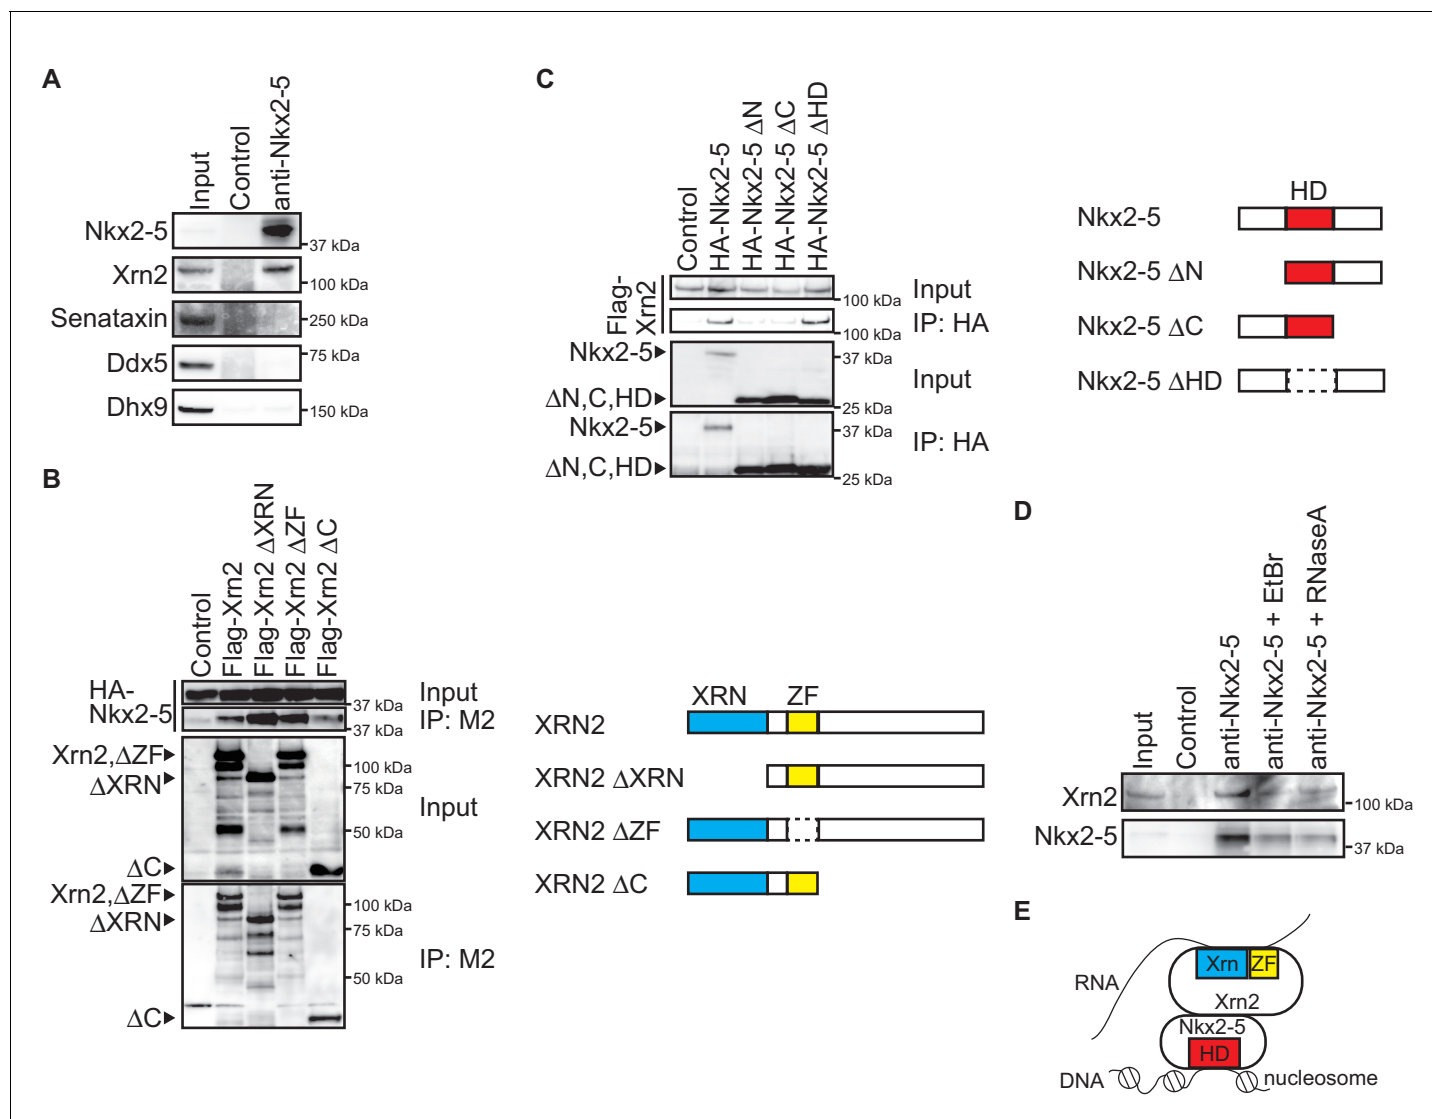 A
Input
Control
anti-Nkx2-5
Nkx2-5
37 kDa
Xrn2
100 kDa
Senataxin
250 kDa
Ddx5
75 kDa
Dhx9
150 kDa
B
Control
Flag-Xrn2
Flag-Xrn2 ΔXRN
Flag-Xrn2 ΔZF
Flag-Xrn2 ΔC
HA-
Nkx2-5
37 kDa
Input
37 kDa
IP: M2
Xrn2,ΔZF
ΔXRN
ΔC
100 kDa
75 kDa
50 kDa
Input
Xrn2,ΔZF
ΔXRN
ΔC
100 kDa
75 kDa
50 kDa
IP: M2
XRN ZF
XRN2
XRN2 ΔXRN
XRN2 ΔZF
XRN2 ΔC
C
Control
HA-Nkx2-5
HA-Nkx2-5 ΔN
HA-Nkx2-5 ΔC
HA-Nkx2-5 ΔHD
Flag-
Xrn2
100 kDa
Input
100 kDa
IP: HA
Nkx2-5
ΔN,C,HD
37 kDa
25 kDa
Input
Nkx2-5
ΔN,C,HD
37 kDa
25 kDa
IP: HA
HD
Nkx2-5
Nkx2-5 ΔN
Nkx2-5 ΔC
Nkx2-5 ΔHD
D
Input
Control
anti-Nkx2-5
anti-Nkx2-5 + EtBr
anti-Nkx2-5 + RNaseA
Xrn2
100 kDa
Nkx2-5
37 kDa
E
RNA
Xrn ZF
Xrn2
Nkx2-5
HD
DNA
nucleosome